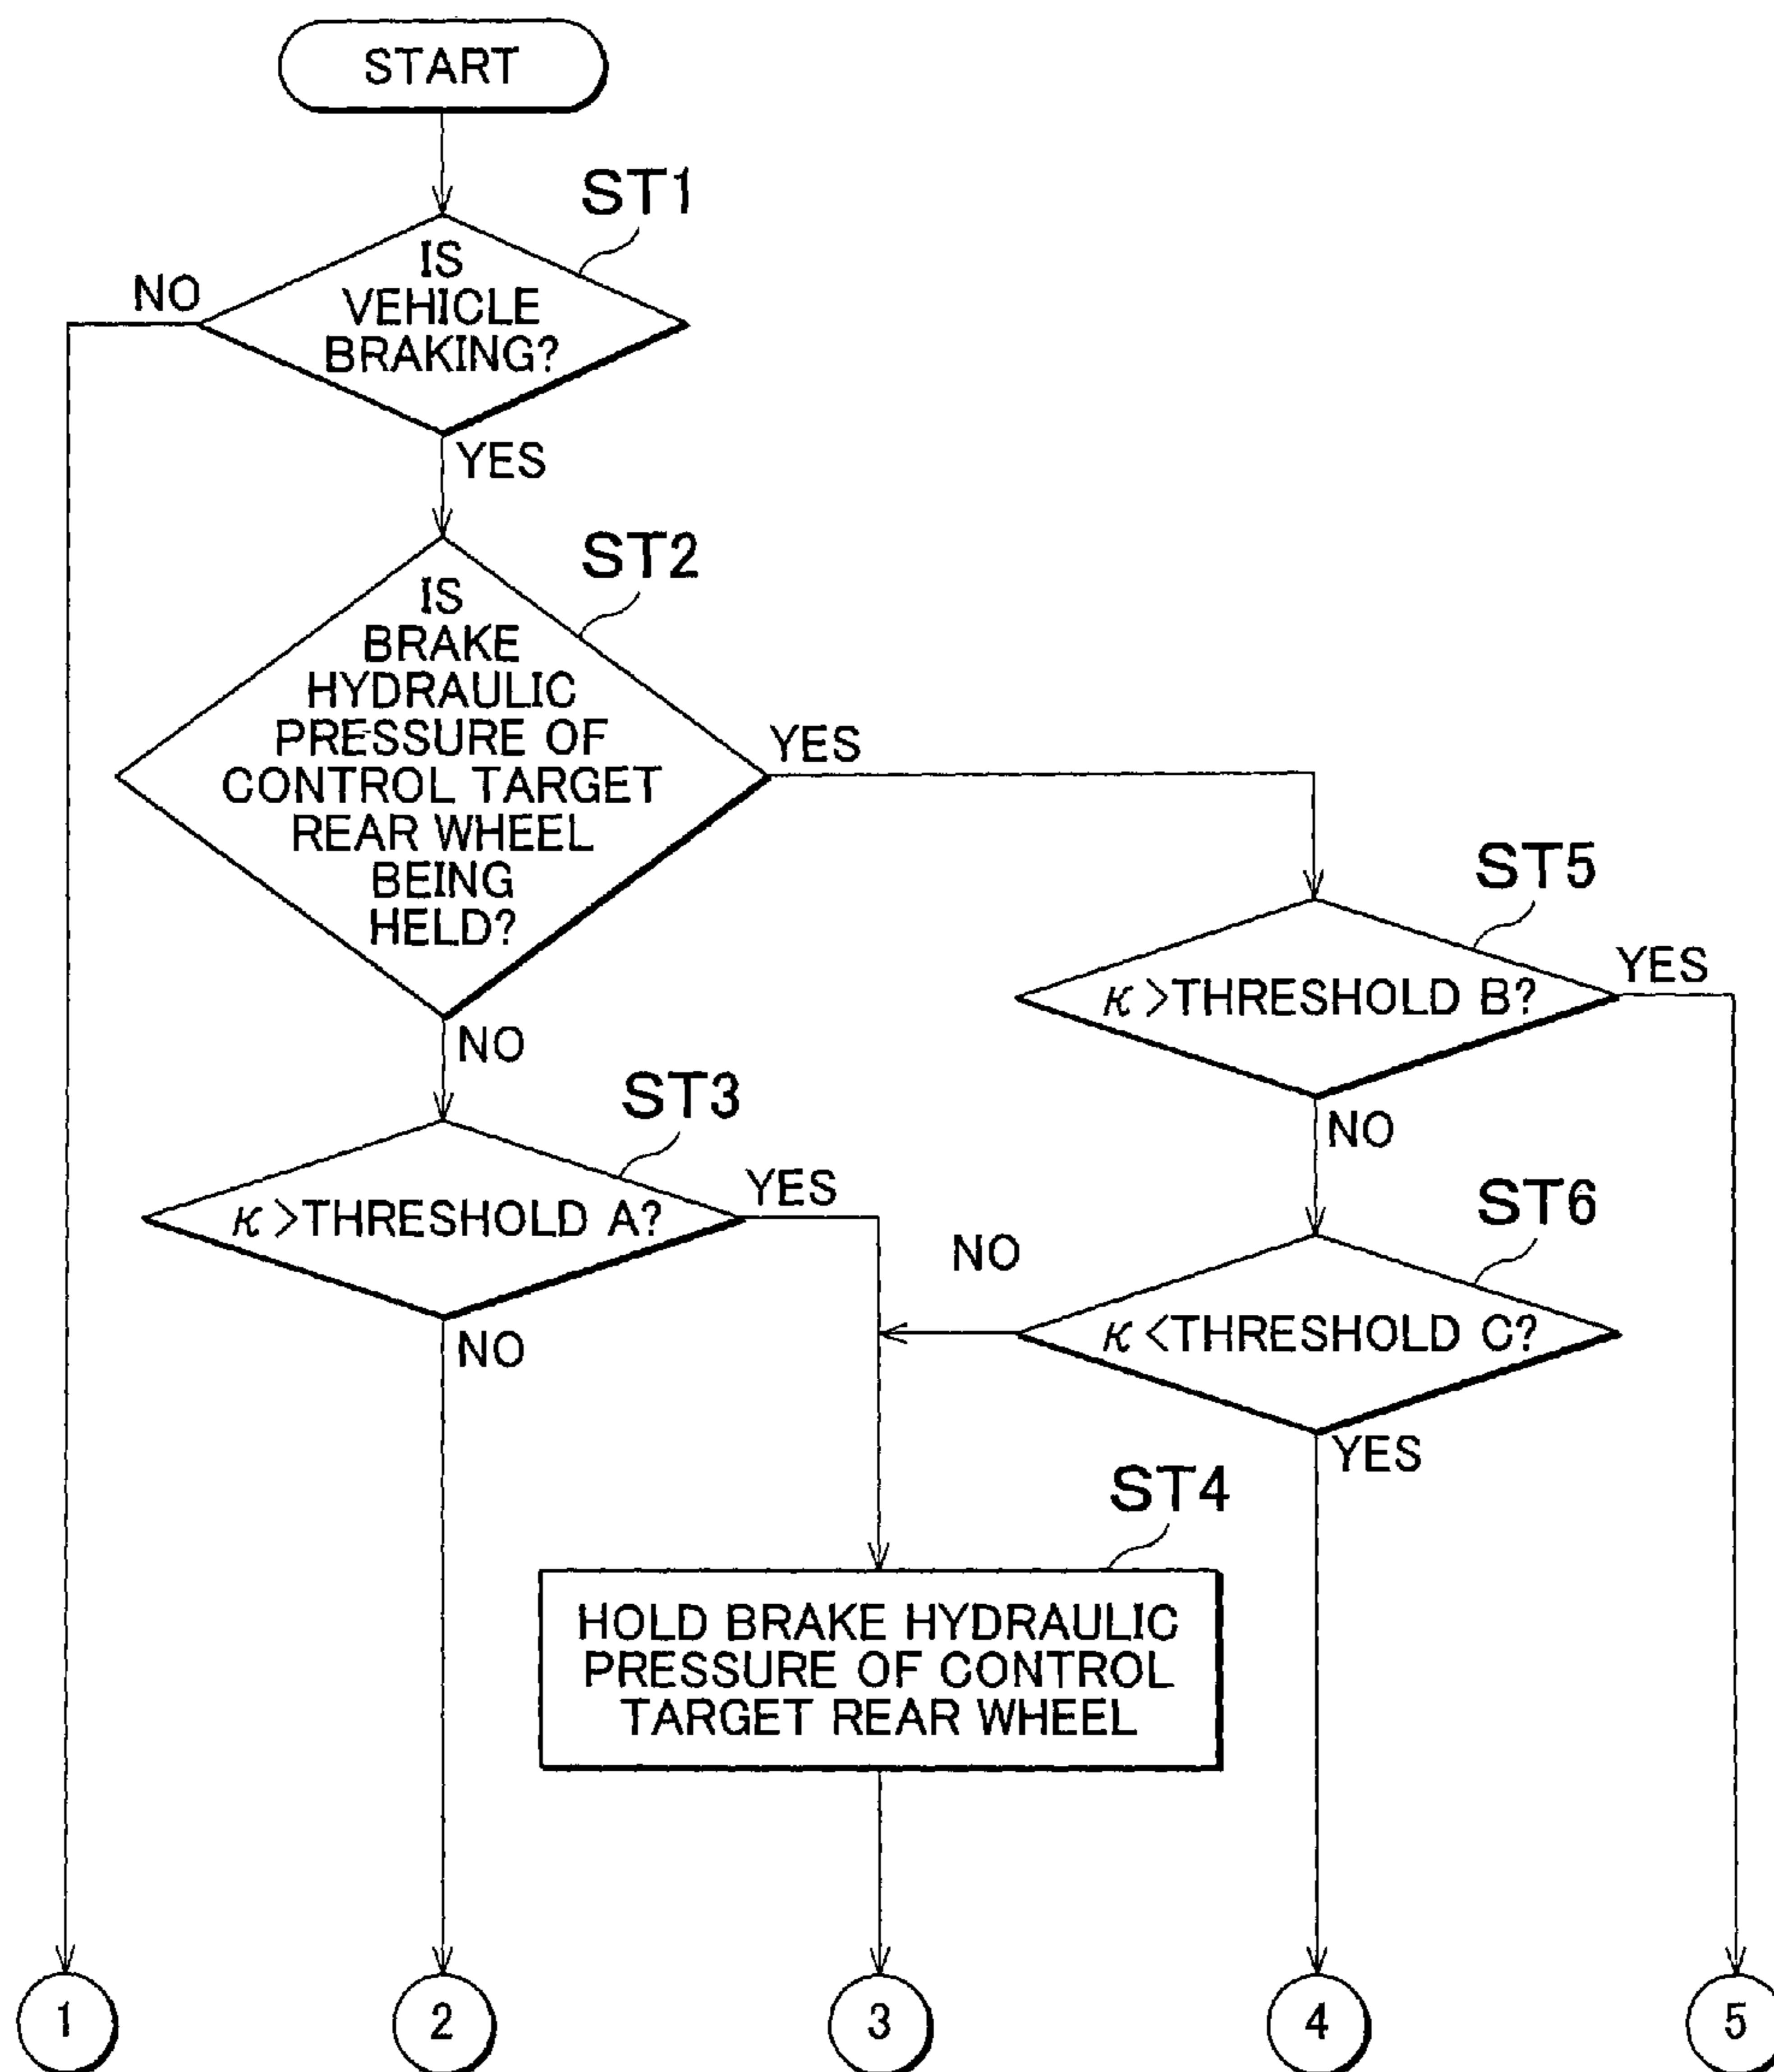 START
ST1
IS
VEHICLE
BRAKING?
NO
YES
ST2
IS
BRAKE
HYDRAULIC
PRESSURE OF
CONTROL TARGET
REAR WHEEL
BEING
HELD?
YES
NO
ST5
κ>THRESHOLD B?
YES
NO
ST3
κ>THRESHOLD A?
YES
NO
ST6
κ<THRESHOLD C?
NO
YES
ST4
HOLD BRAKE HYDRAULIC
PRESSURE OF CONTROL
TARGET REAR WHEEL
1
2
3
4
5